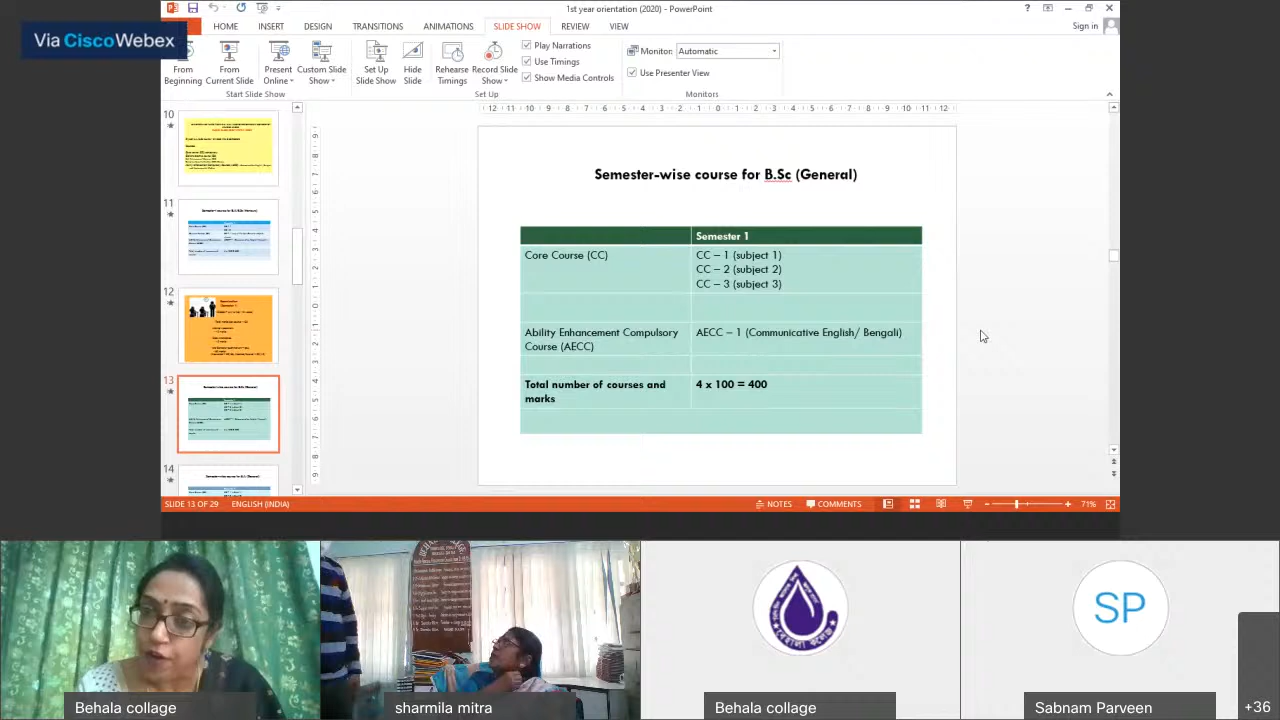 1st year orientation (2020) - PowerPoint
Via CiscoWebex
HOME INSERT DESIGN TRANSITIONS ANIMATIONS SLIDE SHOW REVIEW VIEW
Sign in
From Beginning
From Current Slide
Present Online
Custom Slide Show
Set Up Slide Show
Hide Slide
Rehearse Timings
Record Slide Show
Play Narrations
Use Timings
Show Media Controls
Monitor: Automatic
Use Presenter View
Start Slide Show
Set Up
Monitors
10
11
12
13
14
Semester-wise course for B.Sc (General)
Semester 1
Core Course (CC)
CC – 1 (subject 1)
CC – 2 (subject 2)
CC – 3 (subject 3)
Ability Enhancement Compulsory Course (AECC)
AECC – 1 (Communicative English/ Bengali)
Total number of courses and marks
4 x 100 = 400
SLIDE 13 OF 29 ENGLISH (INDIA)
NOTES COMMENTS 71%
SP
Behala collage
sharmila mitra
Behala collage
Sabnam Parveen
+36